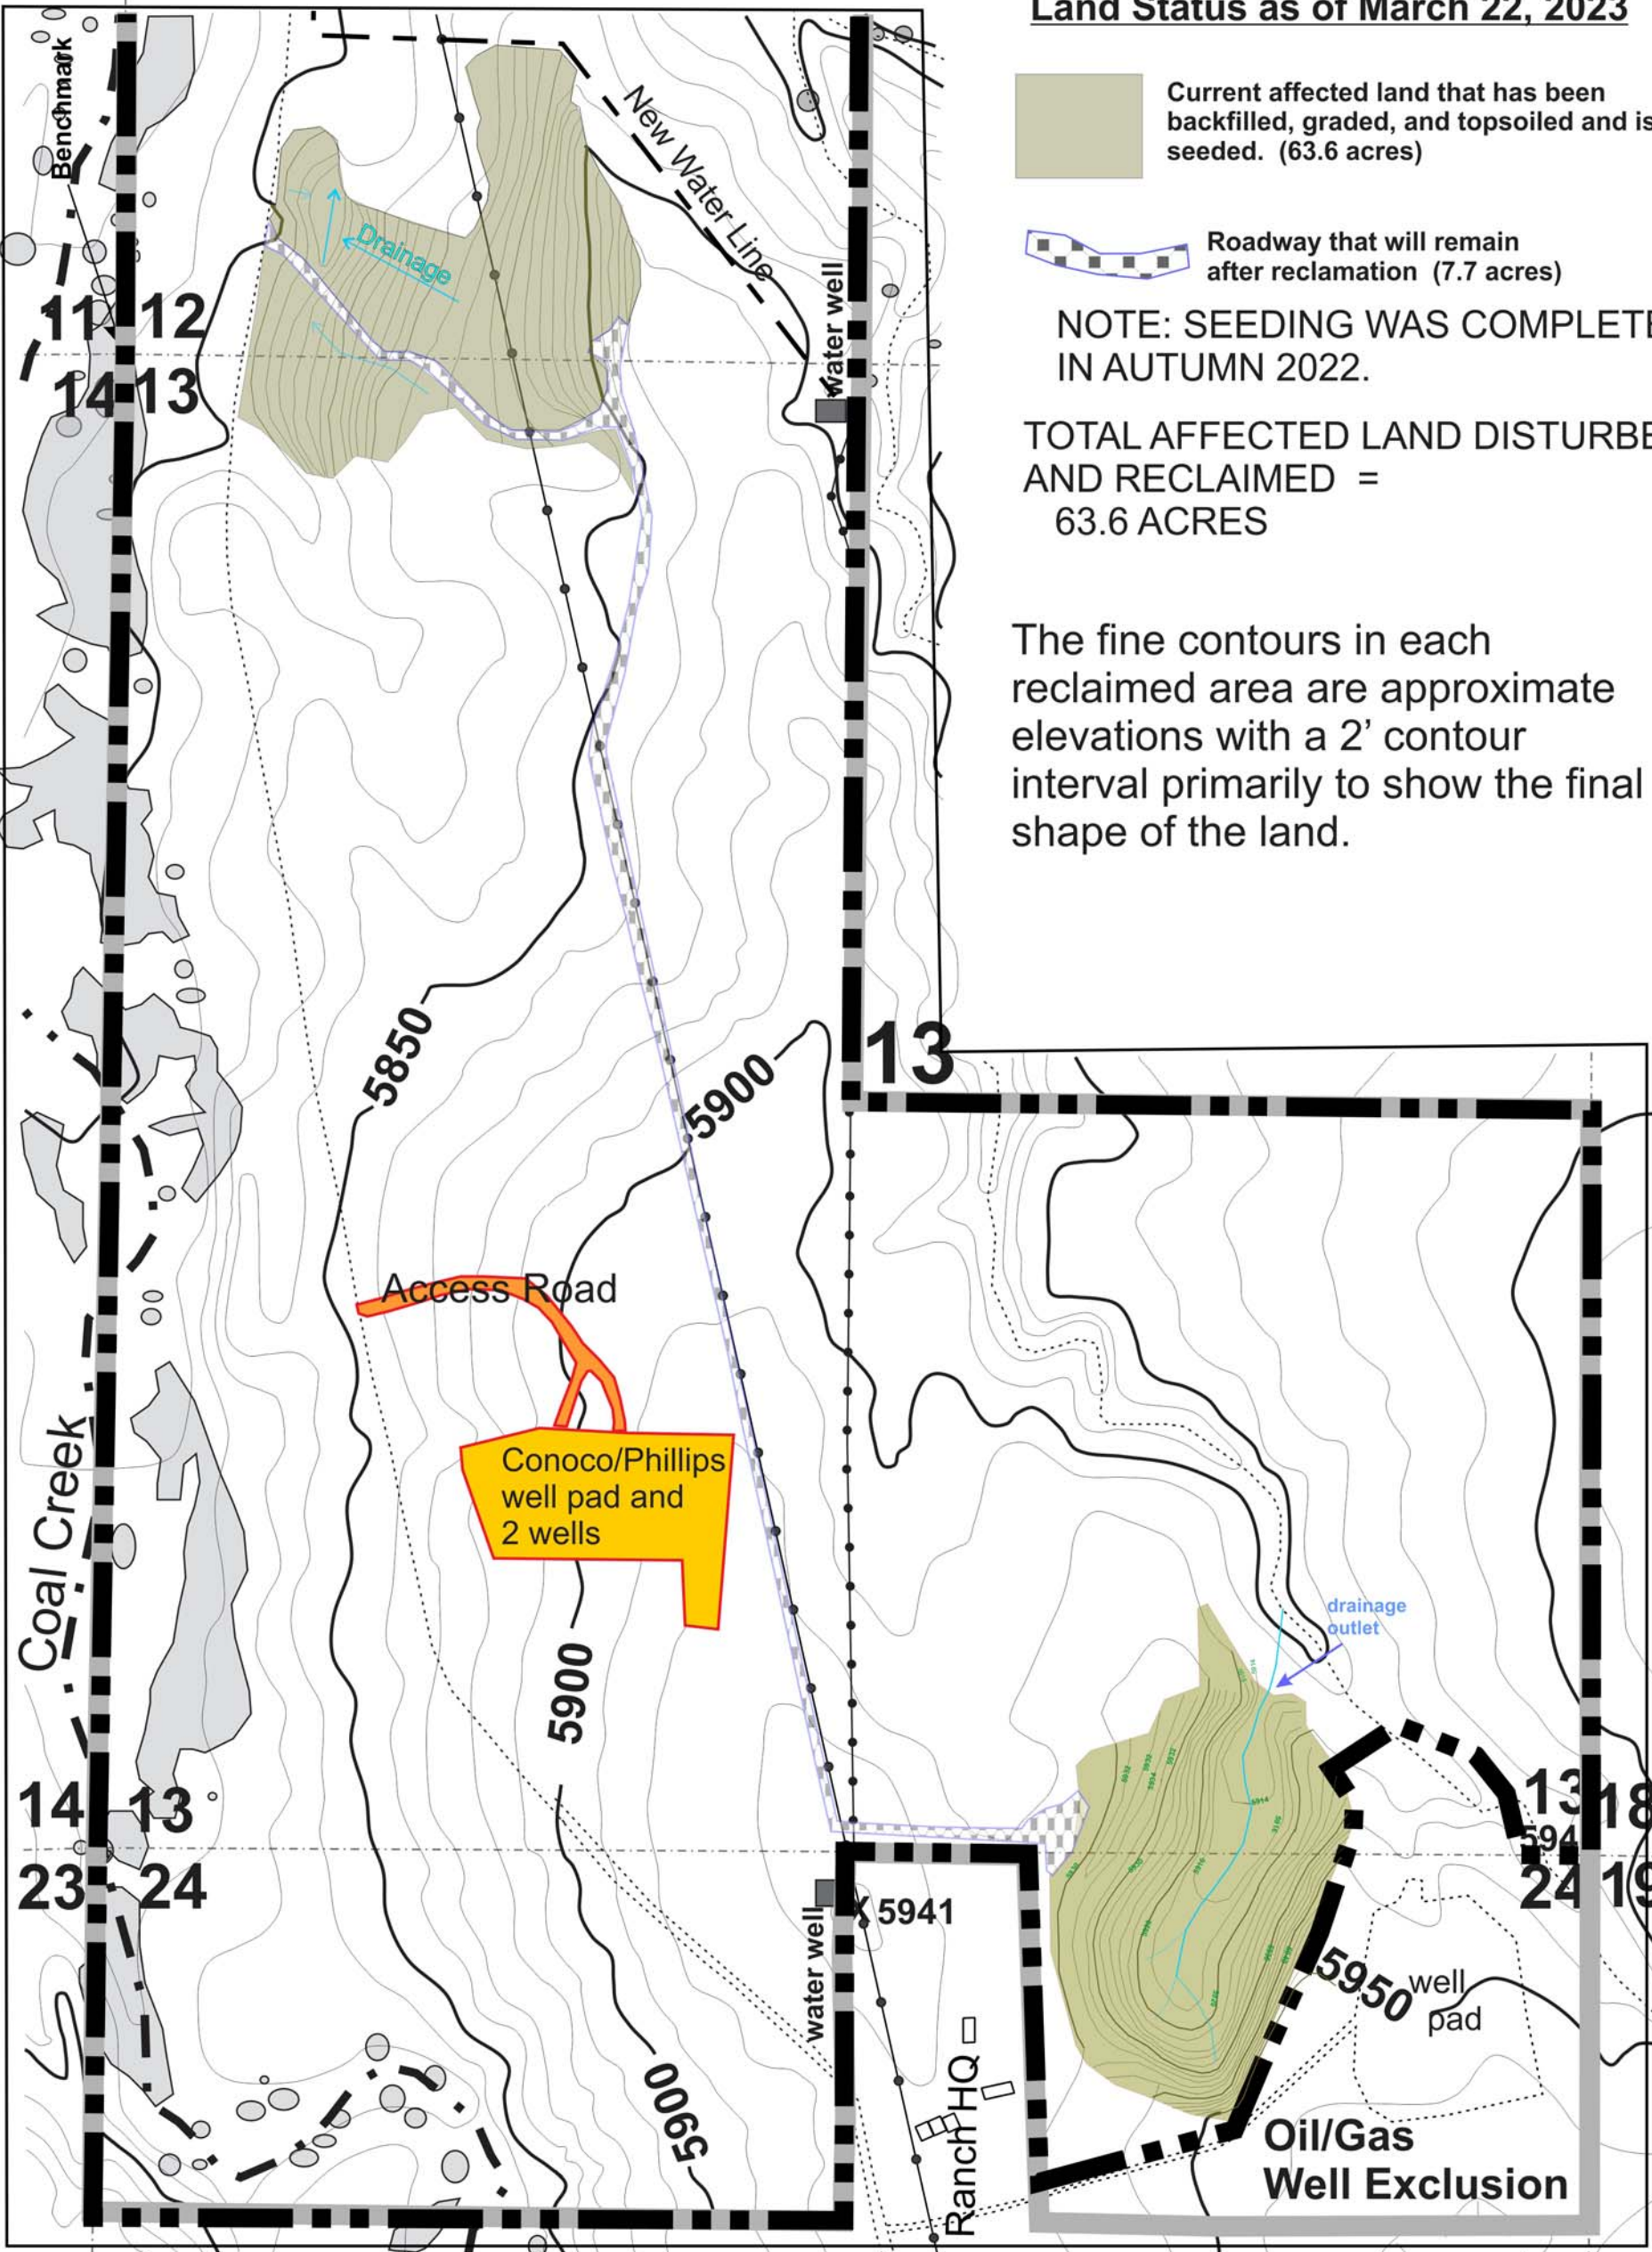 Land Status as of March 22, 2023
Current affected land that has been
backfilled, graded, and topsoiled and is
seeded. (63.6 acres)
Roadway that will remain
after reclamation (7.7 acres)
NOTE: SEEDING WAS COMPLETE
IN AUTUMN 2022.
TOTAL AFFECTED LAND DISTURBE
AND RECLAIMED =
63.6 ACRES
The fine contours in each
reclaimed area are approximate
elevations with a 2’ contour
interval primarily to show the final
shape of the land.
Benchmark
New Water Line
Drainage
water well
11 12
14 13
13
5850
5900
Access Road
Conoco/Phillips
well pad and
2 wells
Coal Creek
5900
drainage
outlet
5914
14 13
23 24
13 18
594
24 19
water well
X 5941
5950
well
pad
5900
Ranch HQ
Oil/Gas
Well Exclusion